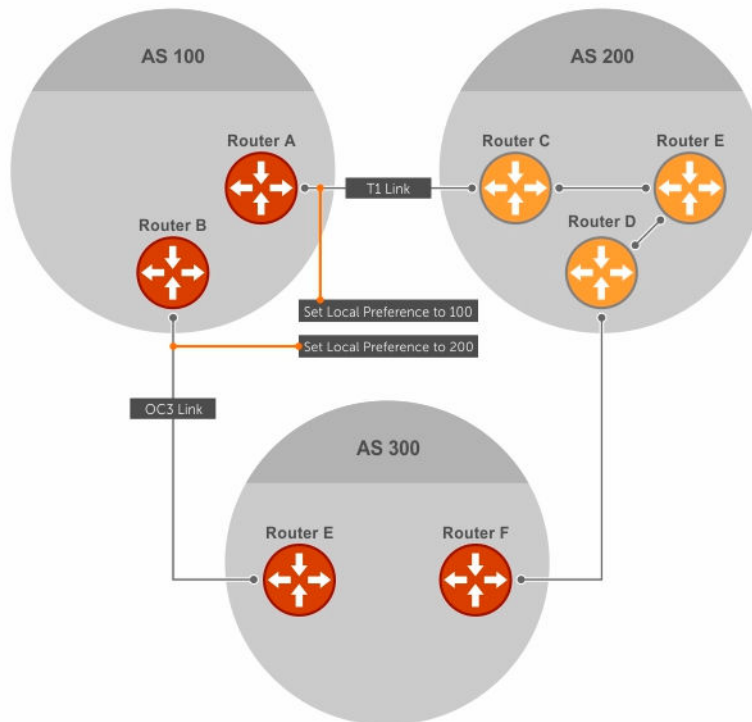 AS 100
AS 200
Router A
Router C
Router E
T1 Link
Router B
Router D
Set Local Preference to 100
Set Local Preference to 200
OC3 Link
AS 300
Router E
Router F